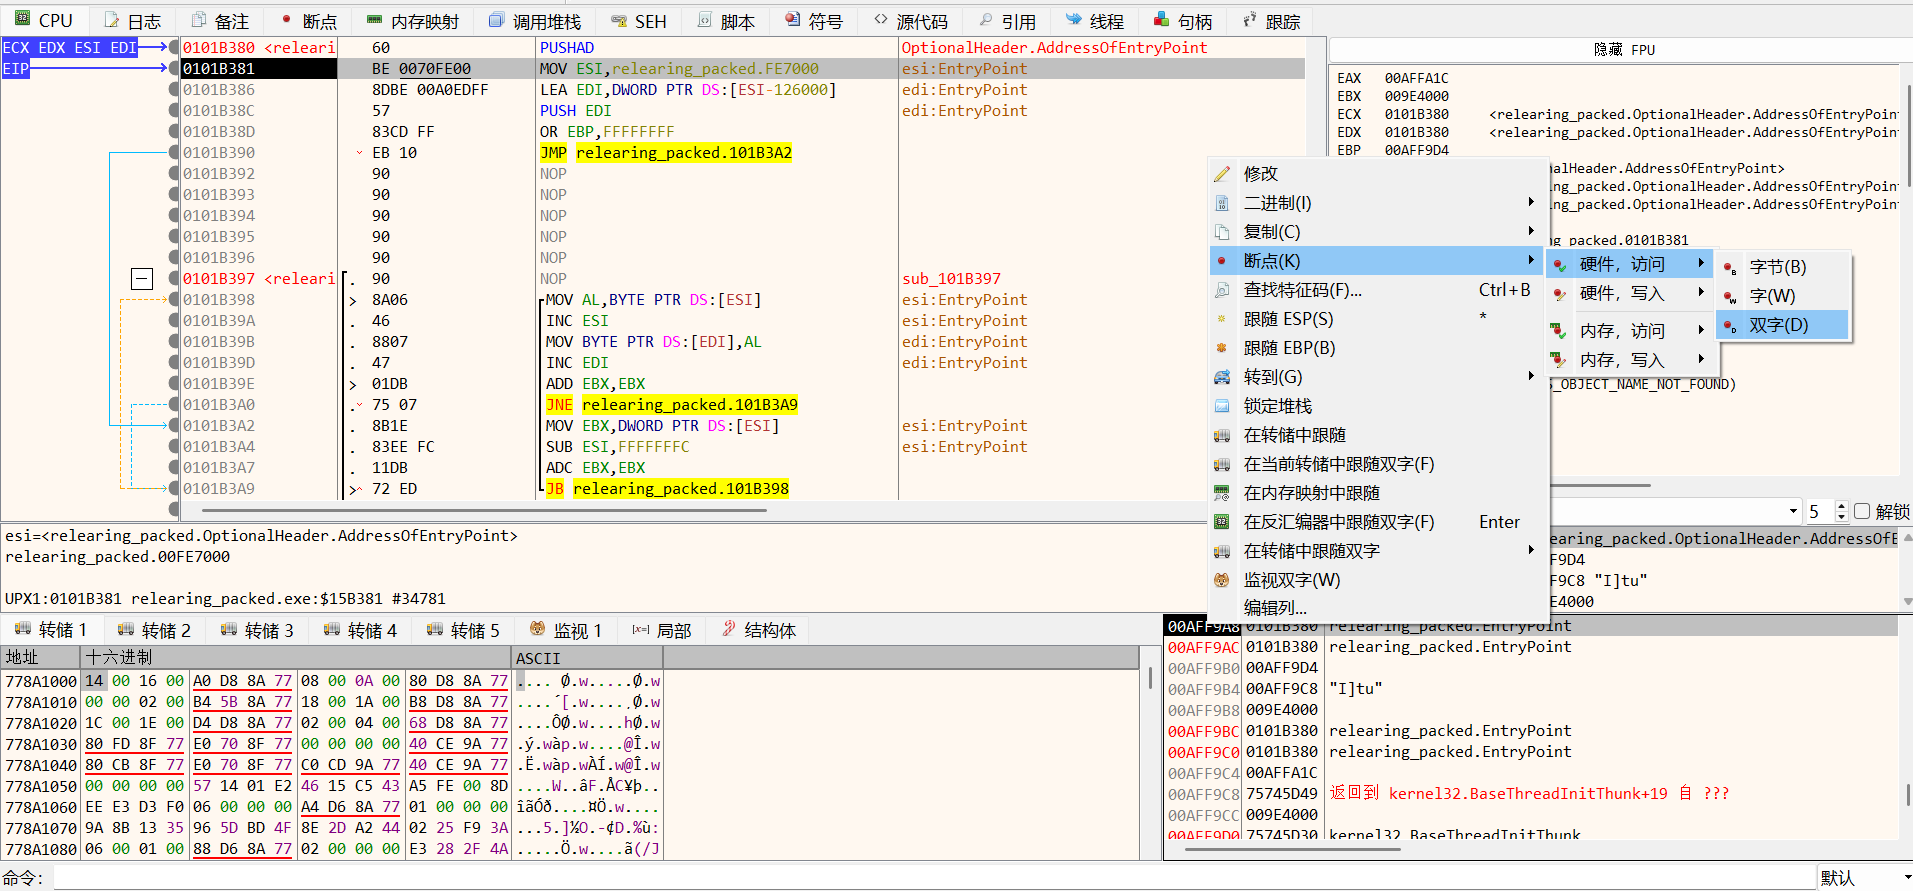 CPU 日志 备注 断点 内存映射 调用堆栈 SEH 脚本 符号 源代码 引用 线程 句柄 跟踪
ECX EDX ESI EDI 0101B380 <releari 60 PUSHAD OptionalHeader.AddressOfEntryPoint
EIP 0101B381 BE 0070FE00 MOV ESI,relearing_packed.FE7000 esi:EntryPoint
0101B386 8DBE 00A0EDFF LEA EDI,DWORD PTR DS:[ESI-126000] edi:EntryPoint
0101B38C 57 PUSH EDI edi:EntryPoint
0101B38D 83CD FF OR EBP,FFFFFFFF
0101B390 EB 10 JMP relearing_packed.101B3A2
0101B392 90 NOP
0101B393 90 NOP
0101B394 90 NOP
0101B395 90 NOP
0101B396 90 NOP
0101B397 <releari . 90 NOP sub_101B397
0101B398 > 8A06 MOV AL,BYTE PTR DS:[ESI] esi:EntryPoint
0101B39A . 46 INC ESI esi:EntryPoint
0101B39B . 8807 MOV BYTE PTR DS:[EDI],AL edi:EntryPoint
0101B39D . 47 INC EDI edi:EntryPoint
0101B39E > 01DB ADD EBX,EBX
0101B3A0 . 75 07 JNE relearing_packed.101B3A9
0101B3A2 . 8B1E MOV EBX,DWORD PTR DS:[ESI] esi:EntryPoint
0101B3A4 . 83EE FC SUB ESI,FFFFFFFC esi:EntryPoint
0101B3A7 . 11DB ADC EBX,EBX
0101B3A9 > 72 ED JB relearing_packed.101B398
隐藏 FPU
EAX 00AFFA1C
EBX 009E4000
ECX 0101B380 <relearing_packed.OptionalHeader.AddressOfEntryPoin
EDX 0101B380 <relearing_packed.OptionalHeader.AddressOfEntryPoin
EBP 00AFF9D4
nalHeader.AddressOfEntryPoint>
ng_packed.OptionalHeader.AddressOfEntryPoin
ng_packed.OptionalHeader.AddressOfEntryPoin
ng_packed.0101B381
S_OBJECT_NAME_NOT_FOUND)
修改
二进制(I)
复制(C)
断点(K)
查找特征码(F)... Ctrl+B
跟随 ESP(S) *
跟随 EBP(B)
转到(G)
锁定堆栈
在转储中跟随
在当前转储中跟随双字(F)
在内存映射中跟随
在反汇编器中跟随双字(F) Enter
在转储中跟随双字
监视双字(W)
编辑列...
硬件，访问
硬件，写入
内存，访问
内存，写入
字节(B)
字(W)
双字(D)
5 解锁
earing_packed.OptionalHeader.AddressOfE
F9D4
F9C8 "I]tu"
E4000
esi=<relearing_packed.OptionalHeader.AddressOfEntryPoint>
relearing_packed.00FE7000
UPX1:0101B381 relearing_packed.exe:$15B381 #34781
转储 1 转储 2 转储 3 转储 4 转储 5 监视 1 [x=] 局部 结构体
地址 十六进制 ASCII
778A1000 14 00 16 00 A0 D8 8A 77 08 00 0A 00 80 D8 8A 77 .... Ø.w.....Ø.w
778A1010 00 00 02 00 B4 5B 8A 77 18 00 1A 00 B8 D8 8A 77 ....´[.w....¸Ø.w
778A1020 1C 00 1E 00 D4 D8 8A 77 02 00 04 00 68 D8 8A 77 ....ÔØ.w....hØ.w
778A1030 80 FD 8F 77 E0 70 8F 77 00 00 00 00 40 CE 9A 77 .ý.wàp.w....@Î.w
778A1040 80 CB 8F 77 E0 70 8F 77 C0 CD 9A 77 40 CE 9A 77 .Ë.wàp.wÀÍ.w@Î.w
778A1050 00 00 00 00 57 14 01 E2 46 15 C5 43 A5 FE 00 8D ....W..âF.ÅC¥þ..
778A1060 EE E3 D3 F0 06 00 00 00 A4 D6 8A 77 01 00 00 00 îãÓð....¤Ö.w....
778A1070 9A 8B 13 35 96 5D BD 4F 8E 2D A2 44 02 25 F9 3A ...5.]½O.-¢D.%ù:
778A1080 06 00 01 00 88 D6 8A 77 02 00 00 00 E3 28 2F 4A .....Ö.w....ã(/J
00AFF9A8 0101B380 relearing_packed.EntryPoint
00AFF9AC 0101B380 relearing_packed.EntryPoint
00AFF9B0 00AFF9D4
00AFF9B4 00AFF9C8 "I]tu"
00AFF9B8 009E4000
00AFF9BC 0101B380 relearing_packed.EntryPoint
00AFF9C0 0101B380 relearing_packed.EntryPoint
00AFF9C4 00AFFA1C
00AFF9C8 75745D49 返回到 kernel32.BaseThreadInitThunk+19 自 ???
00AFF9CC 009E4000
00AFF9D0 75745D30 kernel32.BaseThreadInitThunk
命令： 默认